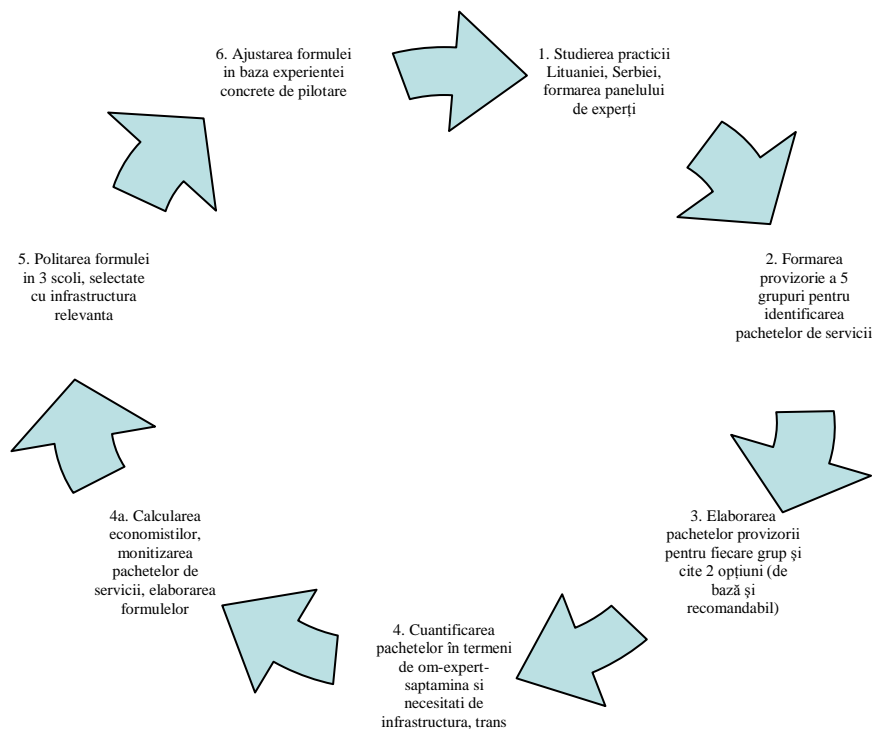 1. Studierea practicii
Lituaniei, Serbiei,
formarea panelului
de experți
2. Formarea
provizorie a 5
grupuri pentru
identificarea
pachetelor de servicii
3. Elaborarea
pachetelor provizorii
pentru fiecare grup şi
cite 2 opțiuni (de
bază şi
recomandabil)
4. Cuantificarea
pachetelor în termeni
de om-expert-
saptamina si
necesitati de
infrastructura, trans
4a. Calcularea
economistilor,
monitizarea
pachetelor de
servicii, elaborarea
formulelor
5. Politarea formulei
in 3 scoli, selectate
cu infrastructura
relevanta
6. Ajustarea formulei
in baza experientei
concrete de pilotare